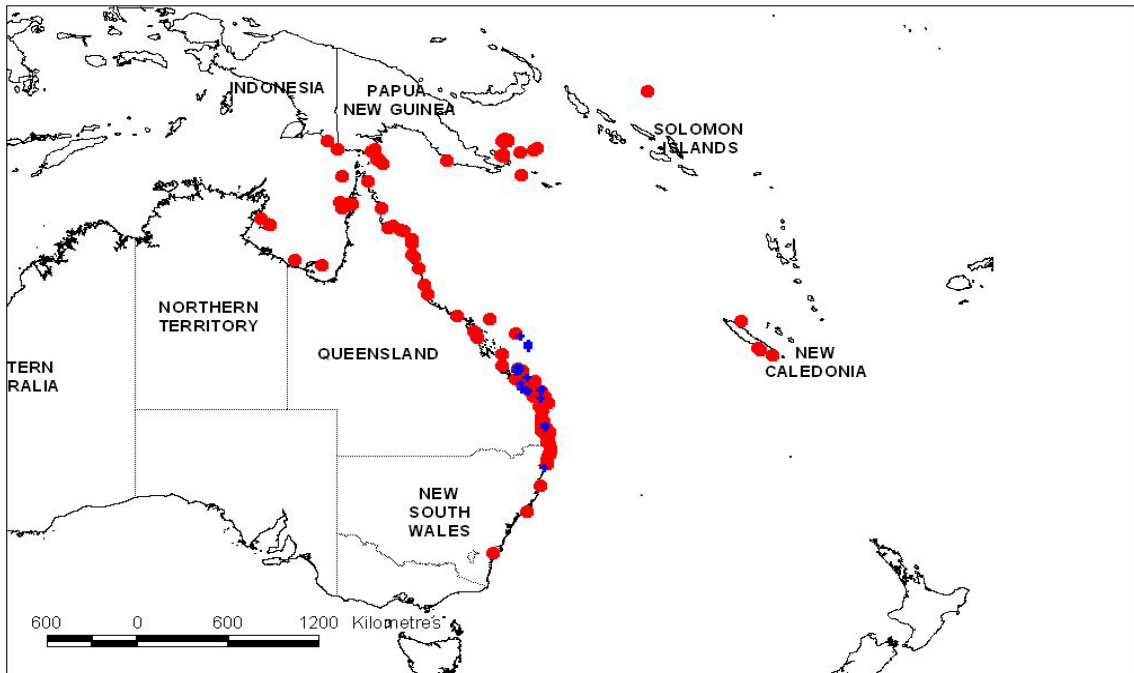 INDONESIA
PAPUA
NEW GUINEA
SOLOMON
ISLANDS
NORTHERN
TERRITORY
QUEENSLAND
TERN
RALIA
NEW
CALEDONIA
NEW
SOUTH
WALES
600 0 600 1200 Kilometres